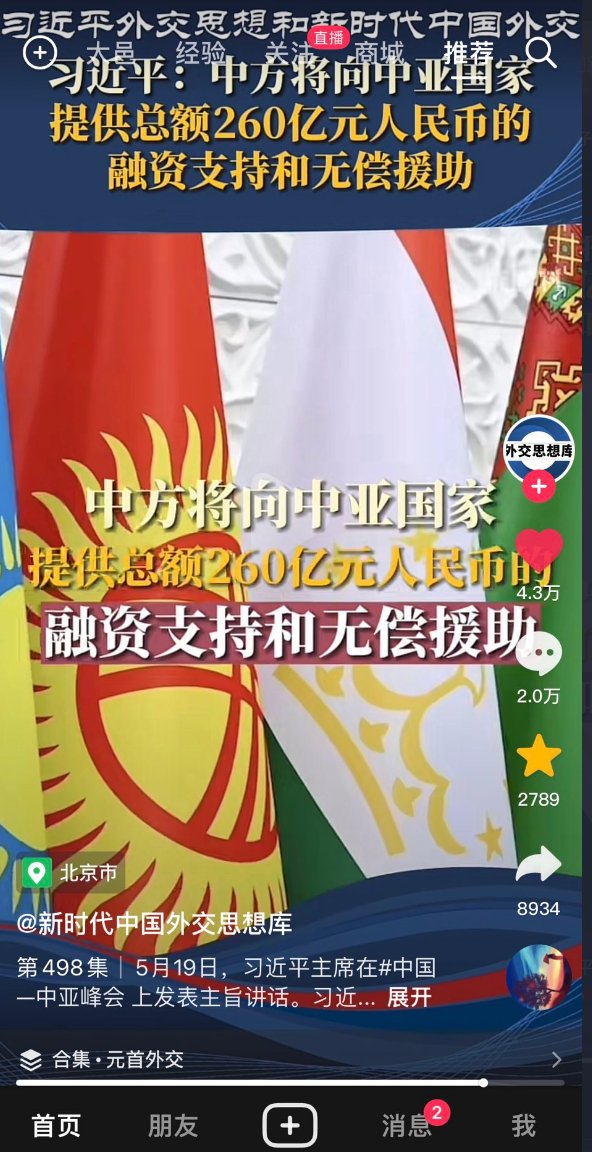 习近平外交思想和新时代中国外交
太邑 经验 关注 直播 商城 推荐
习近平：中方将向中亚国家
提供总额260亿元人民币的
融资支持和无偿援助
外交思想库
中方将向中亚国家
提供总额260亿元人民币的
融资支持和无偿援助
4.3万
2.0万
2789
8934
北京市
@新时代中国外交思想库
第498集｜5月19日，习近平主席在#中国
—中亚峰会 上发表主旨讲话。习近... 展开
合集 • 元首外交
首页 朋友 消息 2 我